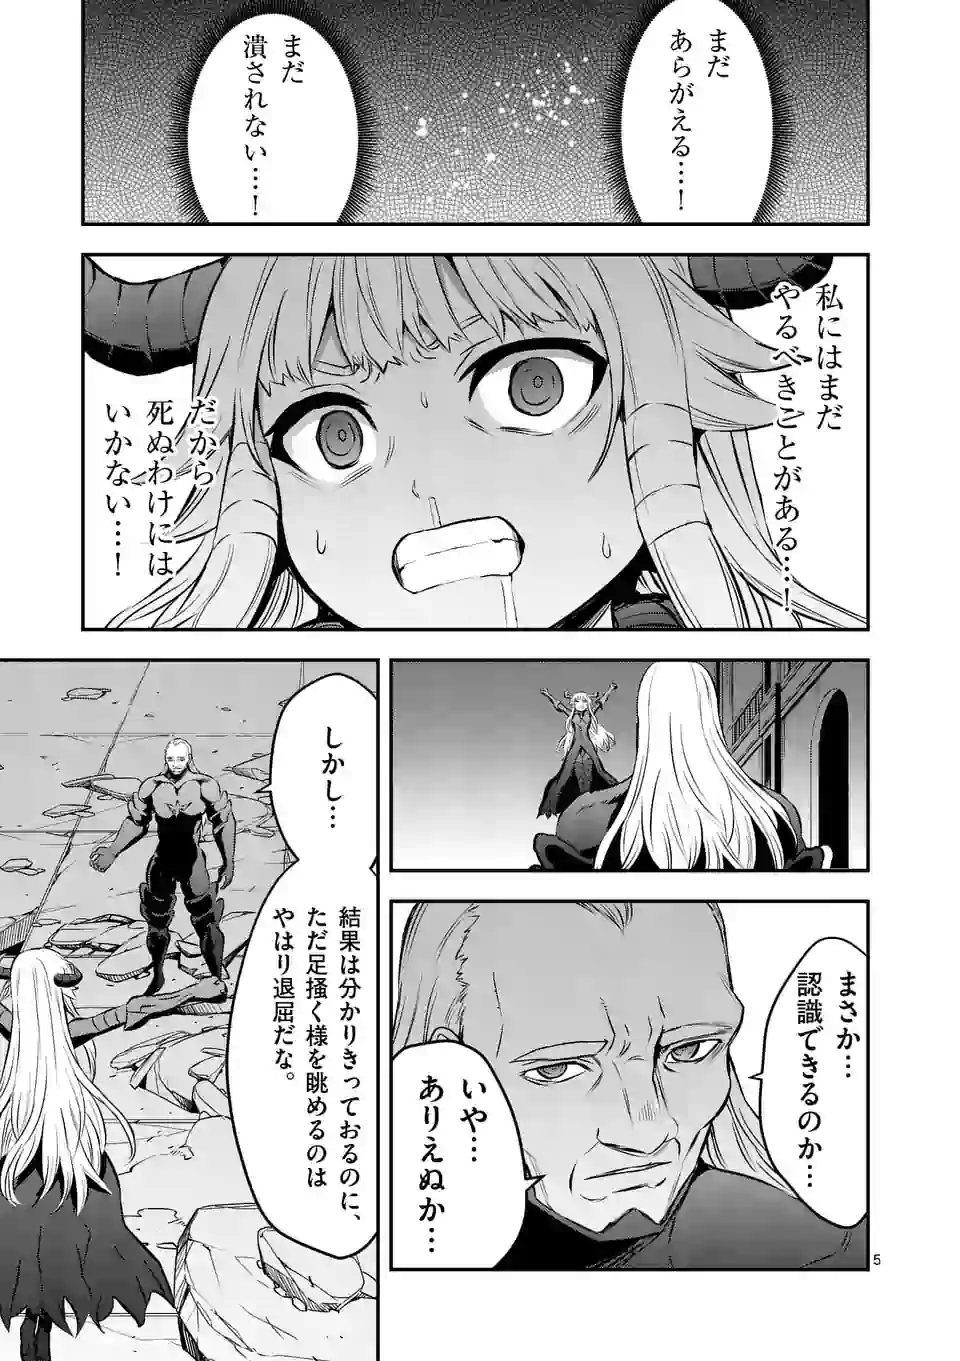 まだ
あらがえる…！
まだ
潰されない…！
私にはまだ
やるべきことがある…！
だから
死ぬわけには
いかない…！
まさか…
認識できるのか…
いや…
ありえぬか…
しかし…
結果は分かりきっておるのに、
ただ足掻く様を眺めるのは
やはり退屈だな。
5